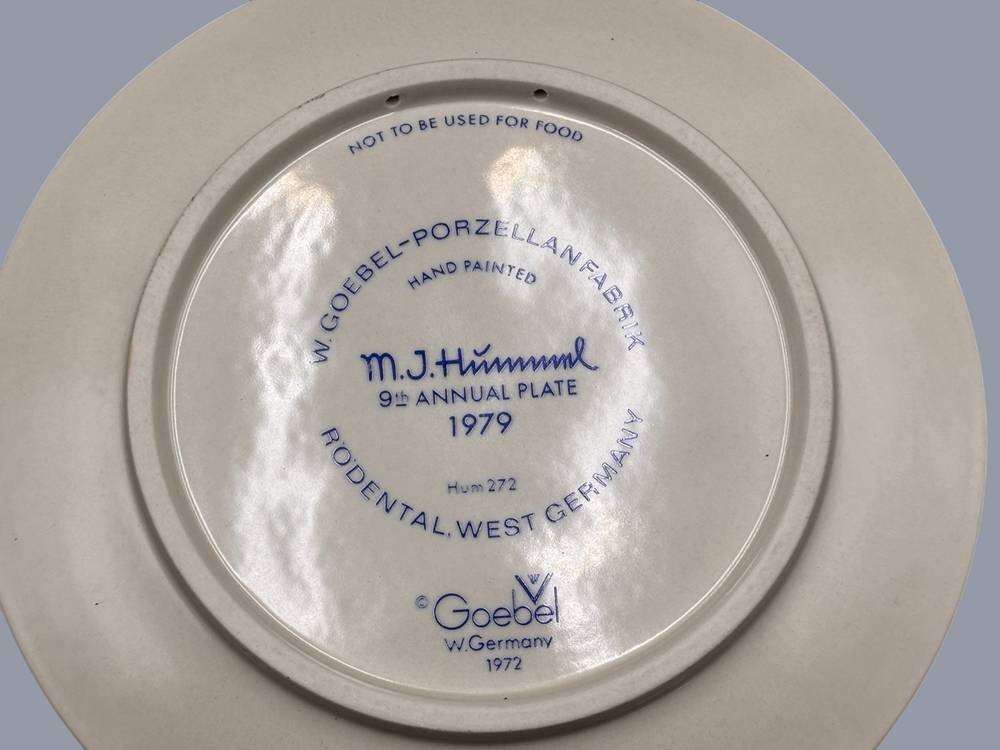 NOT TO BE USED FOR FOOD
W. GOEBEL-PORZELLANFABRIK
HAND PAINTED
M.J.Hümmel
9th ANNUAL PLATE
1979
Hum 272
RÖDENTAL, WEST GERMANY
© Goebel
W.Germany
1972